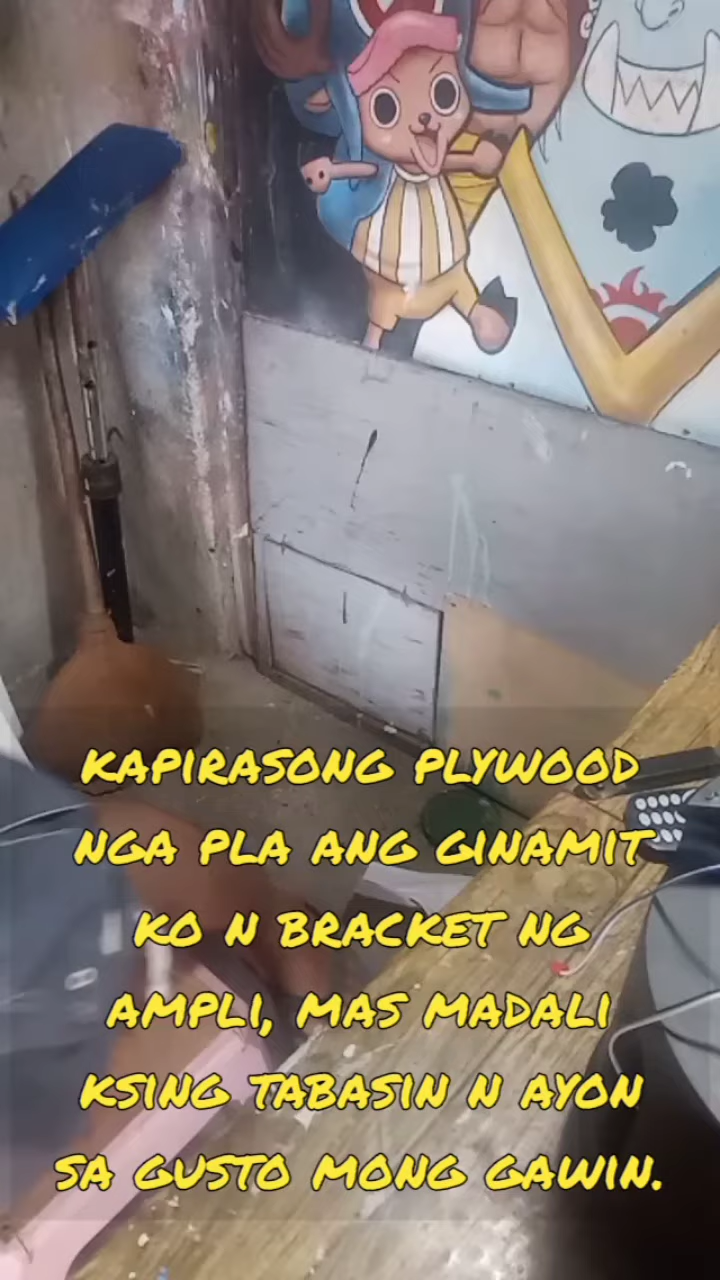 KAPIRASONG PLYWOOD
NGA PLA ANG GINAMIT
KO N BRACKET NG
AMPLI, MAS MADALI
KSING TABASIN N AYON
SA GUSTO MONG GAWIN.